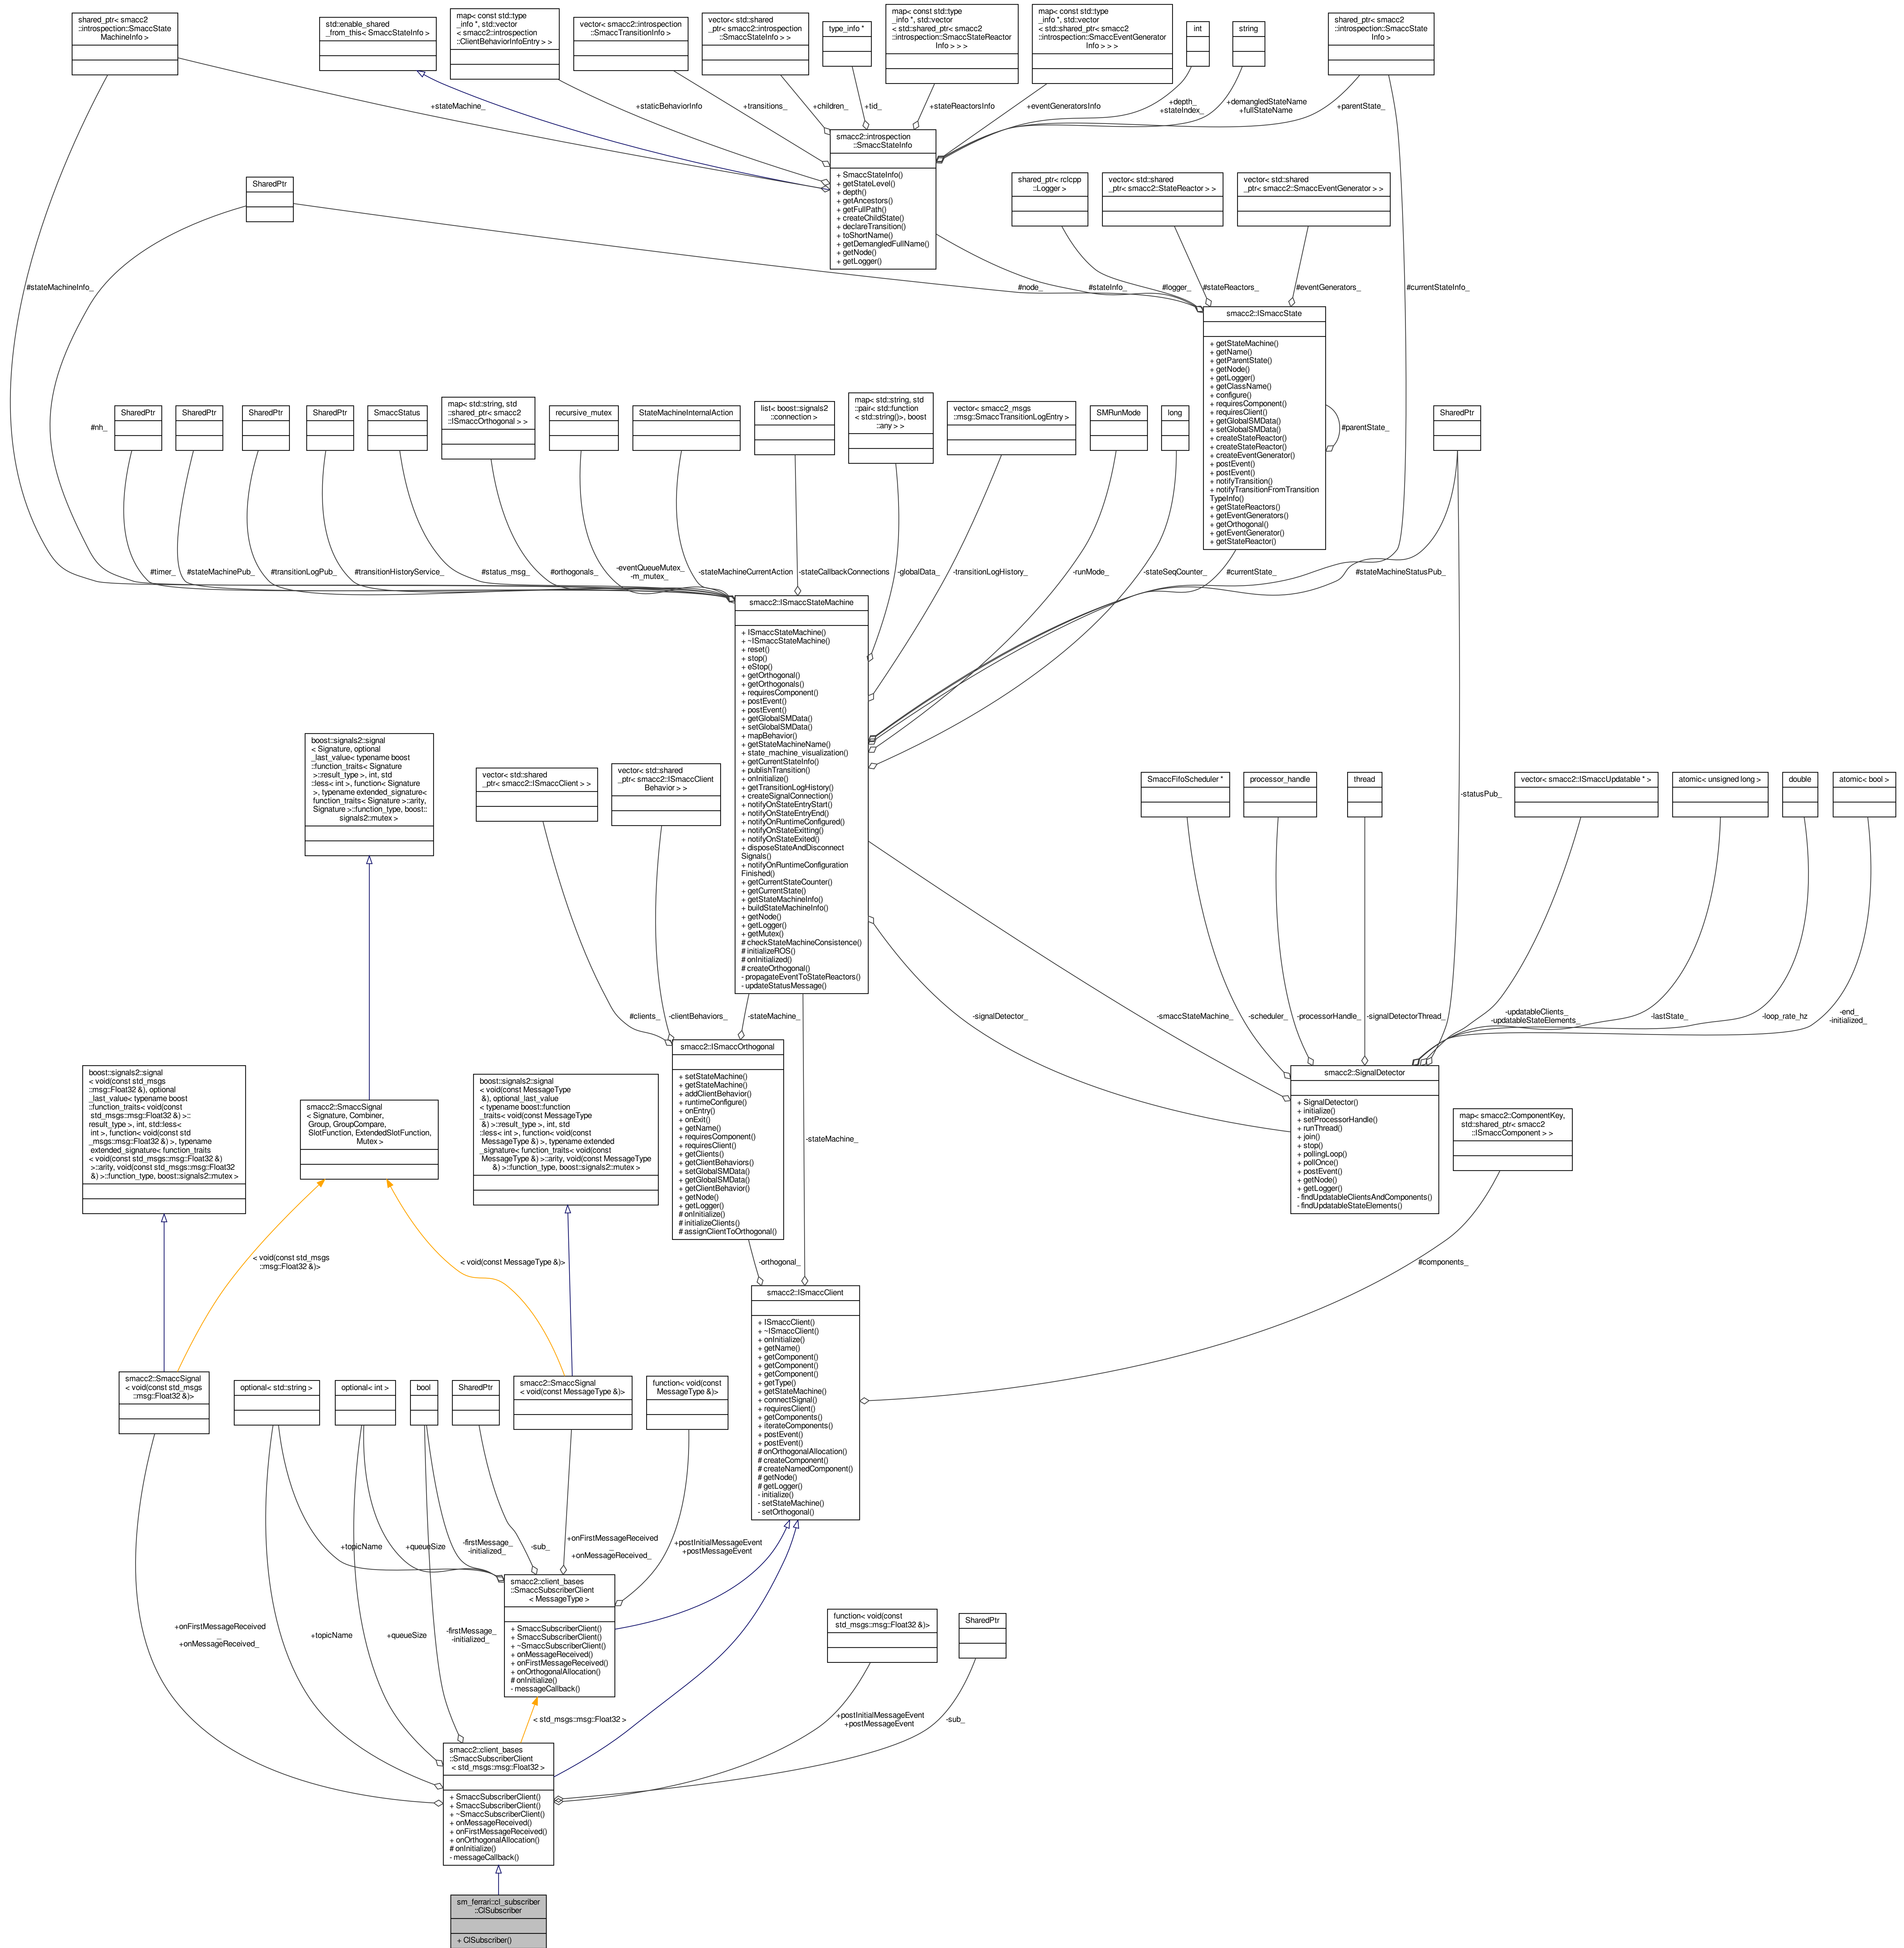 shared_ptr< smacc2
::introspection::SmaccState
MachineInfo >
std::enable_shared
_from_this< SmaccStateInfo >
map< const std::type
_info *, std::vector
< smacc2::introspection
::ClientBehaviorInfoEntry > >
vector< smacc2::introspection
::SmaccTransitionInfo >
vector< std::shared
_ptr< smacc2::introspection
::SmaccStateInfo > >
type_info *
map< const std::type
_info *, std::vector
< std::shared_ptr< smacc2
::introspection::SmaccStateReactor
Info > > >
map< const std::type
_info *, std::vector
< std::shared_ptr< smacc2
::introspection::SmaccEventGenerator
Info > > >
int
string
shared_ptr< smacc2
::introspection::SmaccState
Info >
+stateMachine_
+staticBehaviorInfo
+transitions_
+children_
+tid_
+stateReactorsInfo
+eventGeneratorsInfo
+depth_
+stateIndex_
+demangledStateName
+fullStateName
+parentState_
smacc2::introspection
::SmaccStateInfo
+ SmaccStateInfo()
+ getStateLevel()
+ depth()
+ getAncestors()
+ getFullPath()
+ createChildState()
+ declareTransition()
+ toShortName()
+ getDemangledFullName()
+ getNode()
+ getLogger()
SharedPtr
shared_ptr< rclcpp
::Logger >
vector< std::shared
_ptr< smacc2::StateReactor > >
vector< std::shared
_ptr< smacc2::SmaccEventGenerator > >
#stateMachineInfo_
#node_
#stateInfo_
#logger_
#stateReactors_
#eventGenerators_
#currentStateInfo_
smacc2::ISmaccState
+ getStateMachine()
+ getName()
+ getParentState()
+ getNode()
+ getLogger()
+ getClassName()
+ configure()
+ requiresComponent()
+ requiresClient()
+ getGlobalSMData()
+ setGlobalSMData()
+ createStateReactor()
+ createStateReactor()
+ createEventGenerator()
+ postEvent()
+ postEvent()
+ notifyTransition()
+ notifyTransitionFromTransition
TypeInfo()
+ getStateReactors()
+ getEventGenerators()
+ getOrthogonal()
+ getEventGenerator()
+ getStateReactor()
#parentState_
#nh_
SharedPtr
SharedPtr
SharedPtr
SharedPtr
SmaccStatus
map< std::string, std
::shared_ptr< smacc2
::ISmaccOrthogonal > >
recursive_mutex
StateMachineInternalAction
list< boost::signals2
::connection >
map< std::string, std
::pair< std::function
< std::string()>, boost
::any > >
vector< smacc2_msgs
::msg::SmaccTransitionLogEntry >
SMRunMode
long
SharedPtr
#timer_
#stateMachinePub_
#transitionLogPub_
#transitionHistoryService_
#status_msg_
#orthogonals_
-eventQueueMutex_
-m_mutex_
-stateMachineCurrentAction
-stateCallbackConnections
-globalData_
-transitionLogHistory_
-runMode_
-stateSeqCounter_
#currentState_
#stateMachineStatusPub_
smacc2::ISmaccStateMachine
+ ISmaccStateMachine()
+ ~ISmaccStateMachine()
+ reset()
+ stop()
+ eStop()
+ getOrthogonal()
+ getOrthogonals()
+ requiresComponent()
+ postEvent()
+ postEvent()
+ getGlobalSMData()
+ setGlobalSMData()
+ mapBehavior()
+ getStateMachineName()
+ state_machine_visualization()
+ getCurrentStateInfo()
+ publishTransition()
+ onInitialize()
+ getTransitionLogHistory()
+ createSignalConnection()
+ notifyOnStateEntryStart()
+ notifyOnStateEntryEnd()
+ notifyOnRuntimeConfigured()
+ notifyOnStateExitting()
+ notifyOnStateExited()
+ disposeStateAndDisconnect
Signals()
+ notifyOnRuntimeConfiguration
Finished()
+ getCurrentStateCounter()
+ getCurrentState()
+ getStateMachineInfo()
+ buildStateMachineInfo()
+ getNode()
+ getLogger()
+ getMutex()
# checkStateMachineConsistence()
# initializeROS()
# onInitialized()
# createOrthogonal()
- propagateEventToStateReactors()
- updateStatusMessage()
boost::signals2::signal
< Signature, optional
_last_value< typename boost
::function_traits< Signature
>::result_type >, int, std
::less< int >, function< Signature
>, typename extended_signature<
function_traits< Signature >::arity,
Signature >::function_type, boost::
signals2::mutex >
vector< std::shared
_ptr< smacc2::ISmaccClient > >
vector< std::shared
_ptr< smacc2::ISmaccClient
Behavior > >
SmaccFifoScheduler *
processor_handle
thread
-statusPub_
vector< smacc2::ISmaccUpdatable * >
atomic< unsigned long >
double
atomic< bool >
#clients_
-clientBehaviors_
-stateMachine_
-signalDetector_
-smaccStateMachine_
-scheduler_
-processorHandle_
-signalDetectorThread_
-updatableClients_
-updatableStateElements_
-lastState_
-loop_rate_hz
-end_
-initialized_
smacc2::ISmaccOrthogonal
+ setStateMachine()
+ getStateMachine()
+ addClientBehavior()
+ runtimeConfigure()
+ onEntry()
+ onExit()
+ getName()
+ requiresComponent()
+ requiresClient()
+ getClients()
+ getClientBehaviors()
+ setGlobalSMData()
+ getGlobalSMData()
+ getClientBehavior()
+ getNode()
+ getLogger()
# onInitialize()
# initializeClients()
# assignClientToOrthogonal()
smacc2::SignalDetector
+ SignalDetector()
+ initialize()
+ setProcessorHandle()
+ runThread()
+ join()
+ stop()
+ pollingLoop()
+ pollOnce()
+ postEvent()
+ getNode()
+ getLogger()
- findUpdatableClientsAndComponents()
- findUpdatableStateElements()
map< smacc2::ComponentKey,
std::shared_ptr< smacc2
::ISmaccComponent > >
boost::signals2::signal
< void(const std_msgs
::msg::Float32 &), optional
_last_value< typename boost
::function_traits< void(const
std_msgs::msg::Float32 &) >::
result_type >, int, std::less<
int >, function< void(const std
_msgs::msg::Float32 &) >, typename
extended_signature< function_traits
< void(const std_msgs::msg::Float32 &)
>::arity, void(const std_msgs::msg::Float32
&) >::function_type, boost::signals2::mutex >
smacc2::SmaccSignal
< Signature, Combiner,
Group, GroupCompare,
SlotFunction, ExtendedSlotFunction,
Mutex >
boost::signals2::signal
< void(const MessageType
&), optional_last_value
< typename boost::function
_traits< void(const MessageType
&) >::result_type >, int, std
::less< int >, function< void(const
MessageType &) >, typename extended
_signature< function_traits< void(const
MessageType &) >::arity, void(const MessageType
&) >::function_type, boost::signals2::mutex >
-stateMachine_
< void(const std_msgs
::msg::Float32 &)>
< void(const MessageType &)>
-orthogonal_
#components_
smacc2::ISmaccClient
+ ISmaccClient()
+ ~ISmaccClient()
+ onInitialize()
+ getName()
+ getComponent()
+ getComponent()
+ getComponent()
+ getType()
+ getStateMachine()
+ connectSignal()
+ requiresClient()
+ getComponents()
+ iterateComponents()
+ postEvent()
+ postEvent()
# onOrthogonalAllocation()
# createComponent()
# createNamedComponent()
# getNode()
# getLogger()
- initialize()
- setStateMachine()
- setOrthogonal()
smacc2::SmaccSignal
< void(const std_msgs
::msg::Float32 &)>
optional< std::string >
optional< int >
bool
SharedPtr
smacc2::SmaccSignal
< void(const MessageType &)>
function< void(const
MessageType &)>
+topicName
+queueSize
-firstMessage_
-initialized_
-sub_
+onFirstMessageReceived
_
+onMessageReceived_
+postInitialMessageEvent
+postMessageEvent
smacc2::client_bases
::SmaccSubscriberClient
< MessageType >
+ SmaccSubscriberClient()
+ SmaccSubscriberClient()
+ ~SmaccSubscriberClient()
+ onMessageReceived()
+ onFirstMessageReceived()
+ onOrthogonalAllocation()
# onInitialize()
- messageCallback()
function< void(const
std_msgs::msg::Float32 &)>
SharedPtr
+onFirstMessageReceived
_
+onMessageReceived_
+topicName
+queueSize
-firstMessage_
-initialized_
< std_msgs::msg::Float32 >
+postInitialMessageEvent
+postMessageEvent
-sub_
smacc2::client_bases
::SmaccSubscriberClient
< std_msgs::msg::Float32 >
+ SmaccSubscriberClient()
+ SmaccSubscriberClient()
+ ~SmaccSubscriberClient()
+ onMessageReceived()
+ onFirstMessageReceived()
+ onOrthogonalAllocation()
# onInitialize()
- messageCallback()
sm_ferrari::cl_subscriber
::ClSubscriber
+ ClSubscriber()